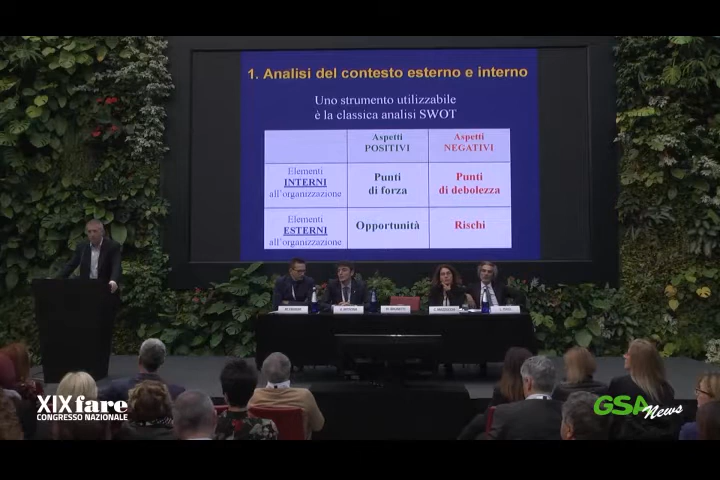 1. Analisi del contesto esterno e interno
Uno strumento utilizzabile
è la classica analisi SWOT
Aspetti
POSITIVI
Aspetti
NEGATIVI
Elementi
INTERNI
all'organizzazione
Punti
di forza
Punti
di debolezza
Elementi
ESTERNI
all'organizzazione
Opportunità
Rischi
XIX fare
CONGRESSO NAZIONALE
GSA News